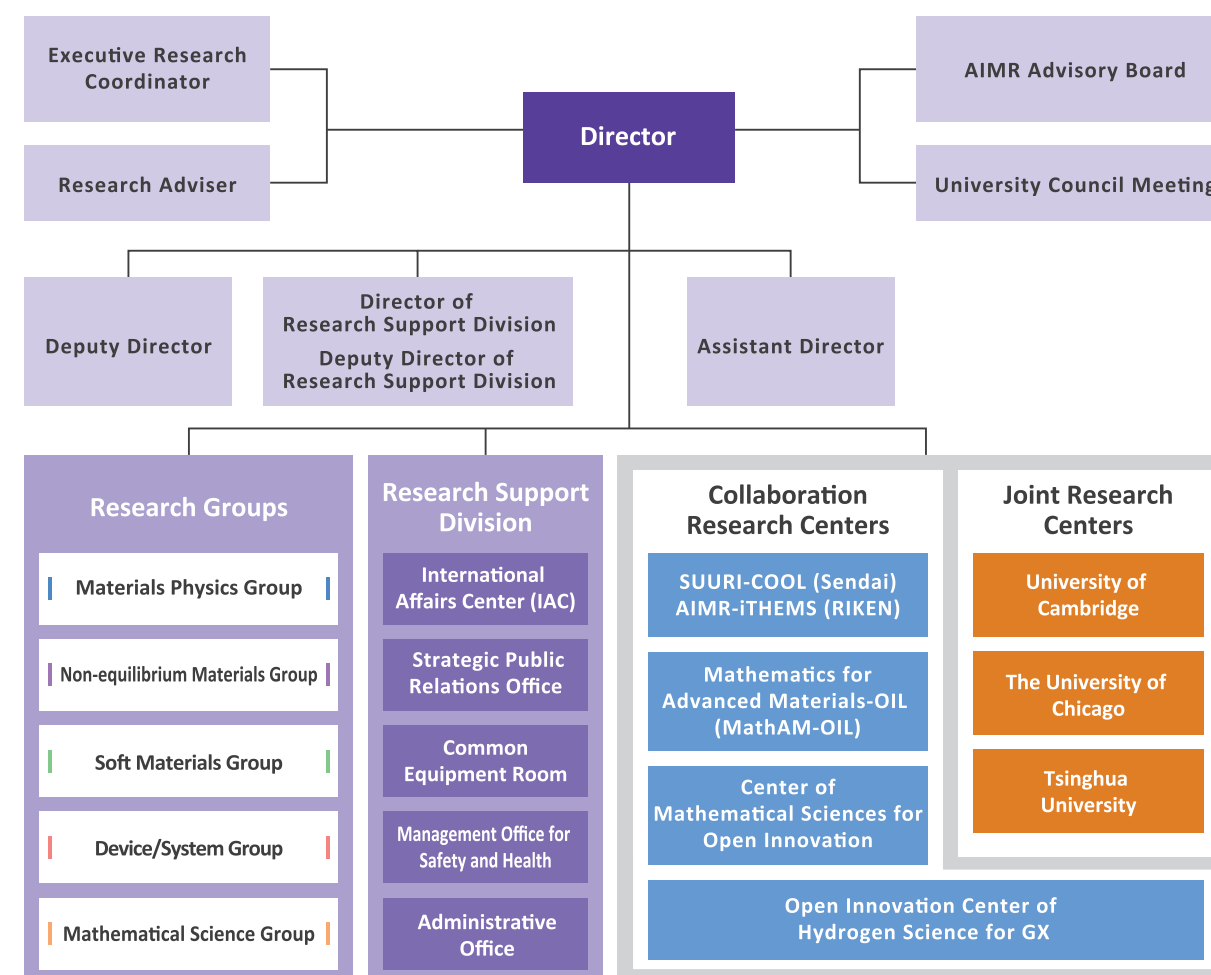 Executive Research
Coordinator
AIMR Advisory Board
Director
Research Adviser
University Council Meeting
Deputy Director
Director of
Research Support Division
Deputy Director of
Research Support Division
Assistant Director
Research Groups
Materials Physics Group
Non-equilibrium Materials Group
Soft Materials Group
Device/System Group
Mathematical Science Group
Research Support
Division
International
Affairs Center (IAC)
Strategic Public
Relations Office
Common
Equipment Room
Management Office for
Safety and Health
Administrative
Office
Collaboration
Research Centers
SUURI-COOL (Sendai)
AIMR-iTHEMS (RIKEN)
Mathematics for
Advanced Materials-OIL
(MathAM-OIL)
Center of
Mathematical Sciences for
Open Innovation
Joint Research
Centers
University of
Cambridge
The University of
Chicago
Tsinghua
University
Open Innovation Center of
Hydrogen Science for GX